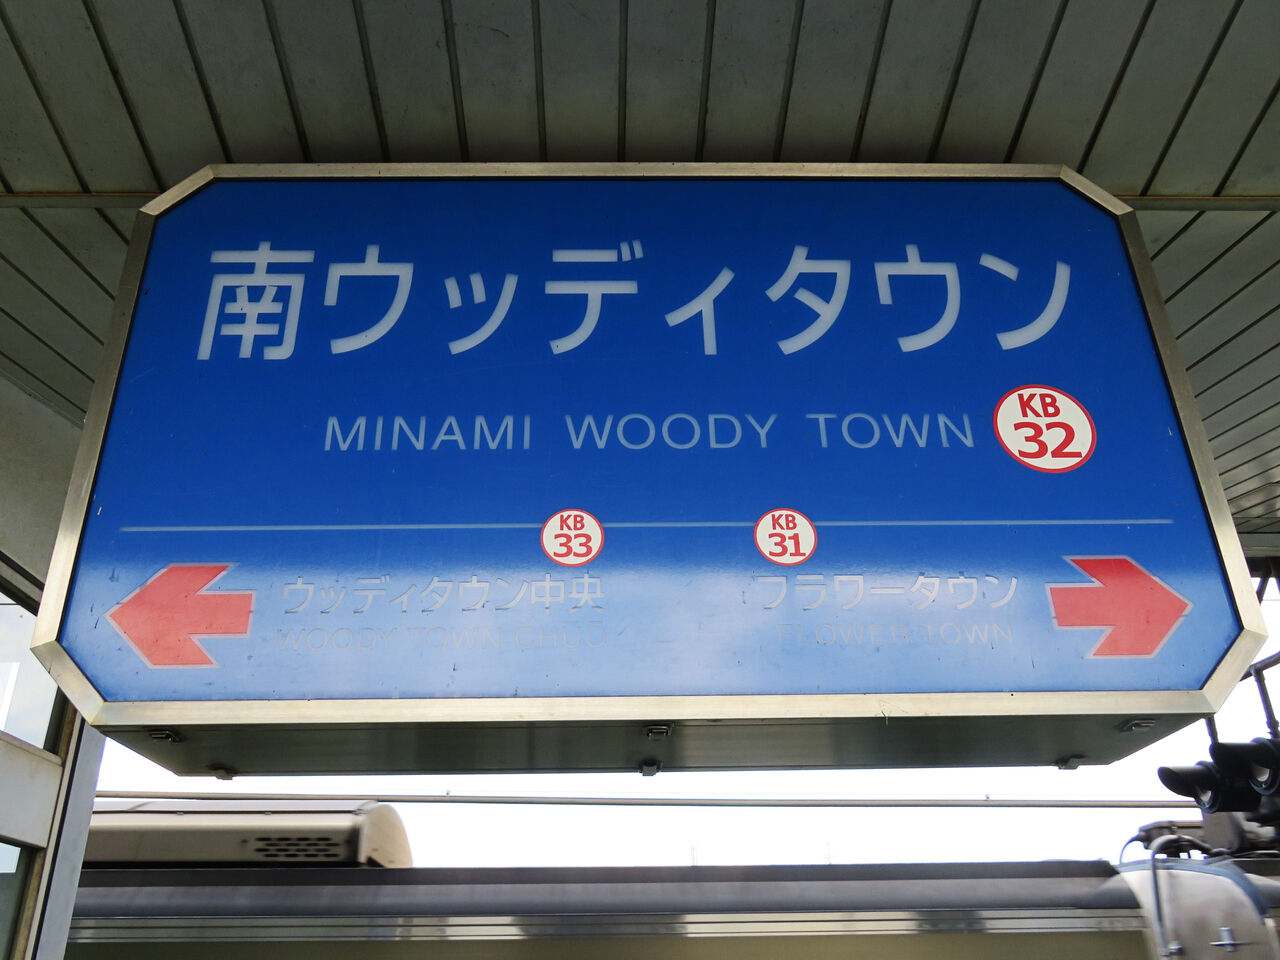 南ウッディタウン
MINAMI WOODY TOWN
KB
32
KB
33
KB
31
ウッディタウン中央
フラワータウン
WOODY TOWN CHŪŌ
FLOWER TOWN